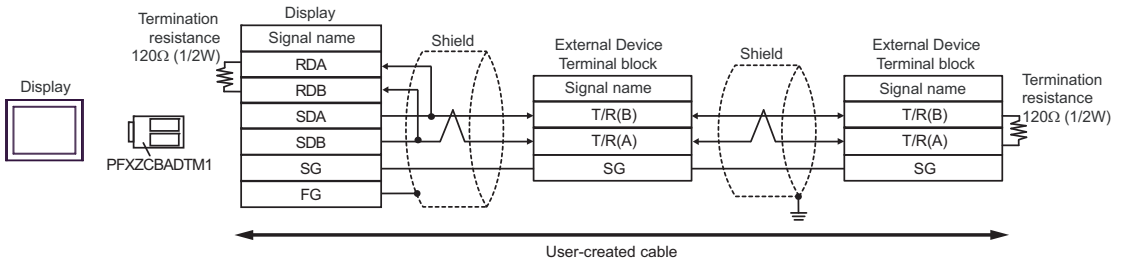 Display
PFXZCBADTM1
Termination
resistance
120Ω (1/2W)
Display
Signal name
RDA
RDB
SDA
SDB
SG
FG
Shield
External Device
Terminal block
Signal name
T/R(B)
T/R(A)
SG
Shield
External Device
Terminal block
Signal name
T/R(B)
T/R(A)
SG
Termination
resistance
120Ω (1/2W)
User-created cable